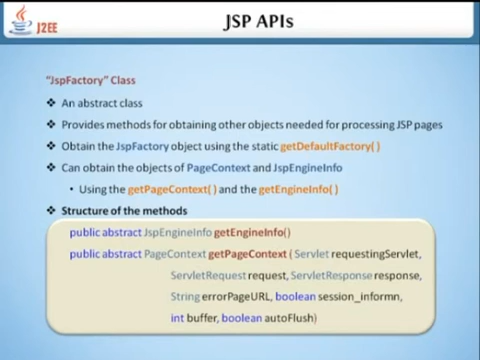 J2EE
JSP APIs
"JspFactory" Class
❖ An abstract class
❖ Provides methods for obtaining other objects needed for processing JSP pages
❖ Obtain the JspFactory object using the static getDefaultFactory( )
❖ Can obtain the objects of PageContext and JspEngineInfo
• Using the getPageContext( ) and the getEngineInfo( )
❖ Structure of the methods
public abstract JspEngineInfo getEngineInfo()
public abstract PageContext getPageContext ( Servlet requestingServlet,
ServletRequest request, ServletResponse response,
String errorPageURL, boolean session_informn,
int buffer, boolean autoFlush)